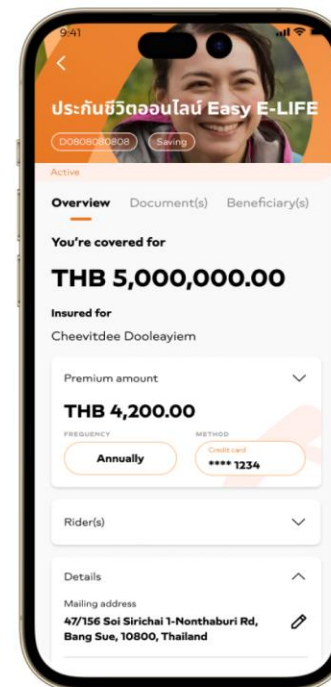 9:41
ประกันชีวิตออนไลน์ Easy E-LIFE
D0808080808 Saving
Active
Overview Document(s) Beneficiary(s)
You're covered for
THB 5,000,000.00
Insured for
Cheevitdee Dooleayiem
Premium amount
THB 4,200.00
FREQUENCY METHOD
Annually
Credit card
**** 1234
Rider(s)
Details
Mailing address
47/156 Soi Sirichai 1-Nonthaburi Rd,
Bang Sue, 10800, Thailand